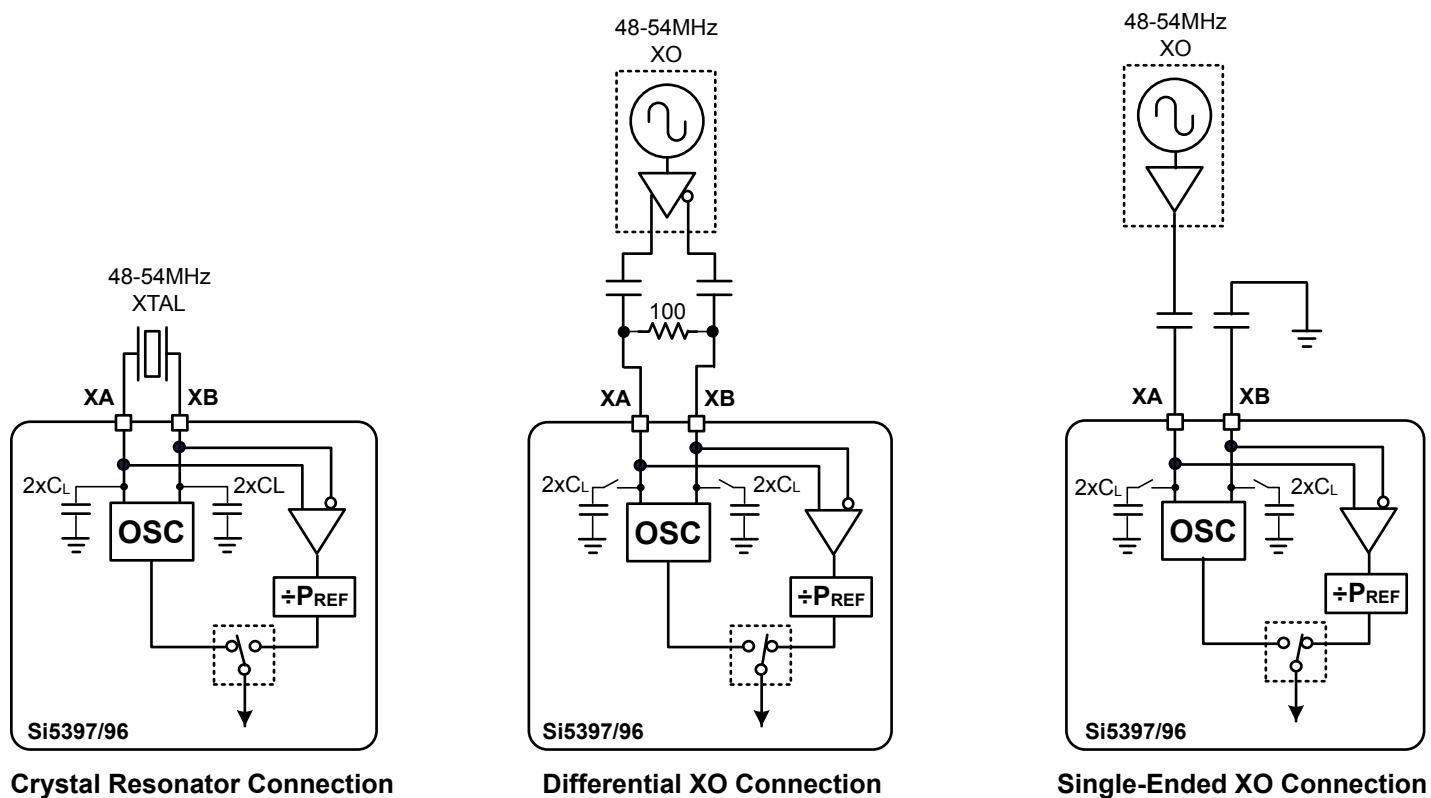 48-54MHz
XTAL
XA
XB
2xCL
2xCL
OSC
÷PREF
Si5397/96
Crystal Resonator Connection
48-54MHz
XO
100
XA
XB
2xCL
2xCL
OSC
÷PREF
Si5397/96
Differential XO Connection
48-54MHz
XO
XA
XB
2xCL
2xCL
OSC
÷PREF
Si5397/96
Single-Ended XO Connection